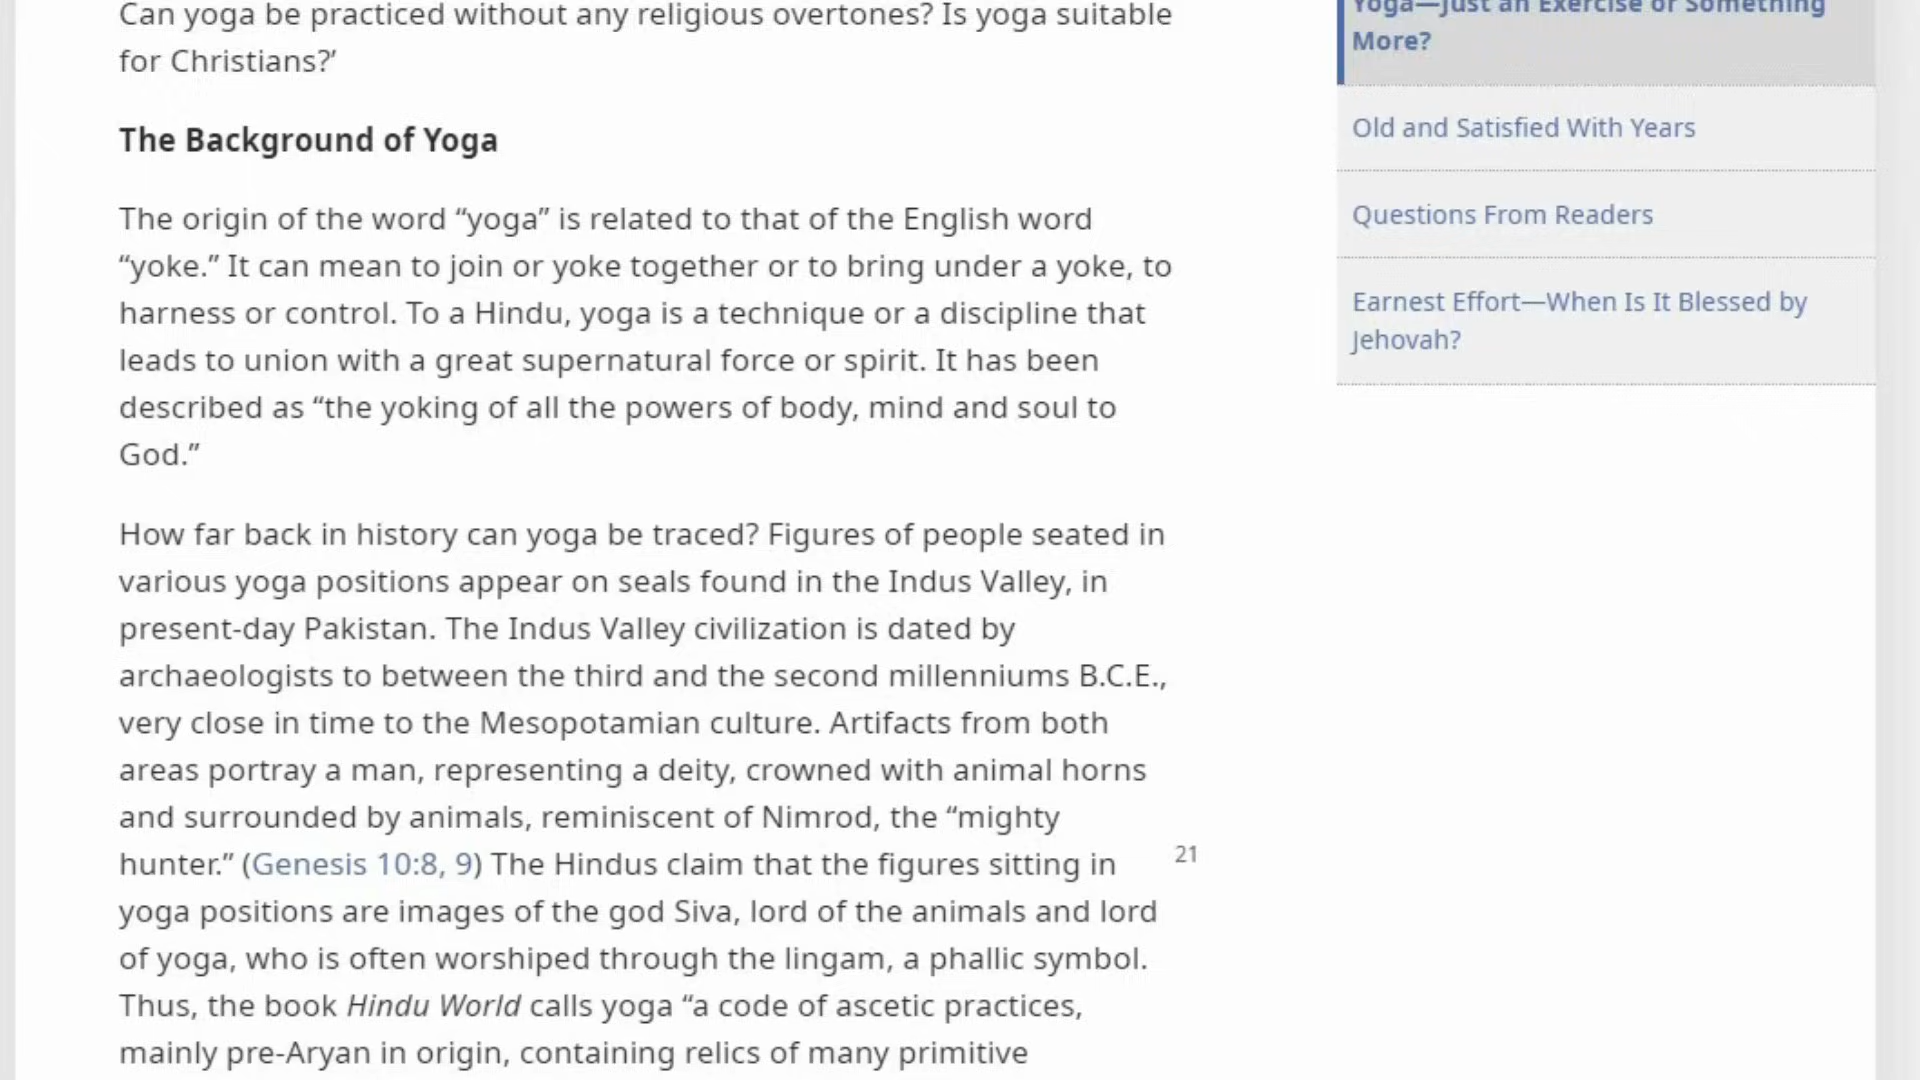 Can yoga be practiced without any religious overtones? Is yoga suitable
for Christians?’
The Background of Yoga
The origin of the word “yoga” is related to that of the English word
“yoke.” It can mean to join or yoke together or to bring under a yoke, to
harness or control. To a Hindu, yoga is a technique or a discipline that
leads to union with a great supernatural force or spirit. It has been
described as “the yoking of all the powers of body, mind and soul to
God.”
How far back in history can yoga be traced? Figures of people seated in
various yoga positions appear on seals found in the Indus Valley, in
present-day Pakistan. The Indus Valley civilization is dated by
archaeologists to between the third and the second millenniums B.C.E.,
very close in time to the Mesopotamian culture. Artifacts from both
areas portray a man, representing a deity, crowned with animal horns
and surrounded by animals, reminiscent of Nimrod, the “mighty
hunter.” (Genesis 10:8, 9) The Hindus claim that the figures sitting in
21
yoga positions are images of the god Siva, lord of the animals and lord
of yoga, who is often worshiped through the lingam, a phallic symbol.
Thus, the book Hindu World calls yoga “a code of ascetic practices,
mainly pre-Aryan in origin, containing relics of many primitive
Yoga—Just an Exercise or Something
More?
Old and Satisfied With Years
Questions From Readers
Earnest Effort—When Is It Blessed by
Jehovah?